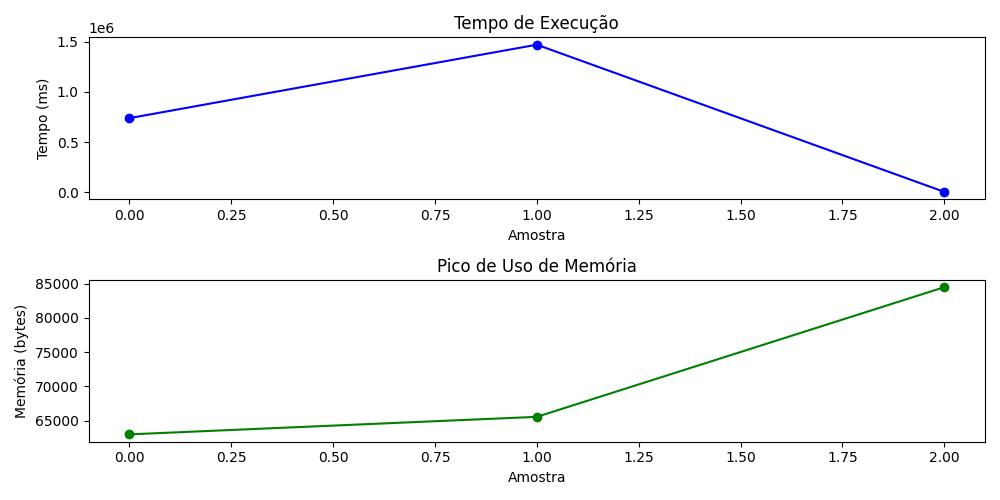 Tempo de Execução
1e6
1.5
1.0
0.5
0.0
Tempo (ms)
0.00 0.25 0.50 0.75 1.00 1.25 1.50 1.75 2.00
Amostra
Pico de Uso de Memória
85000
80000
75000
70000
65000
Memória (bytes)
0.00 0.25 0.50 0.75 1.00 1.25 1.50 1.75 2.00
Amostra